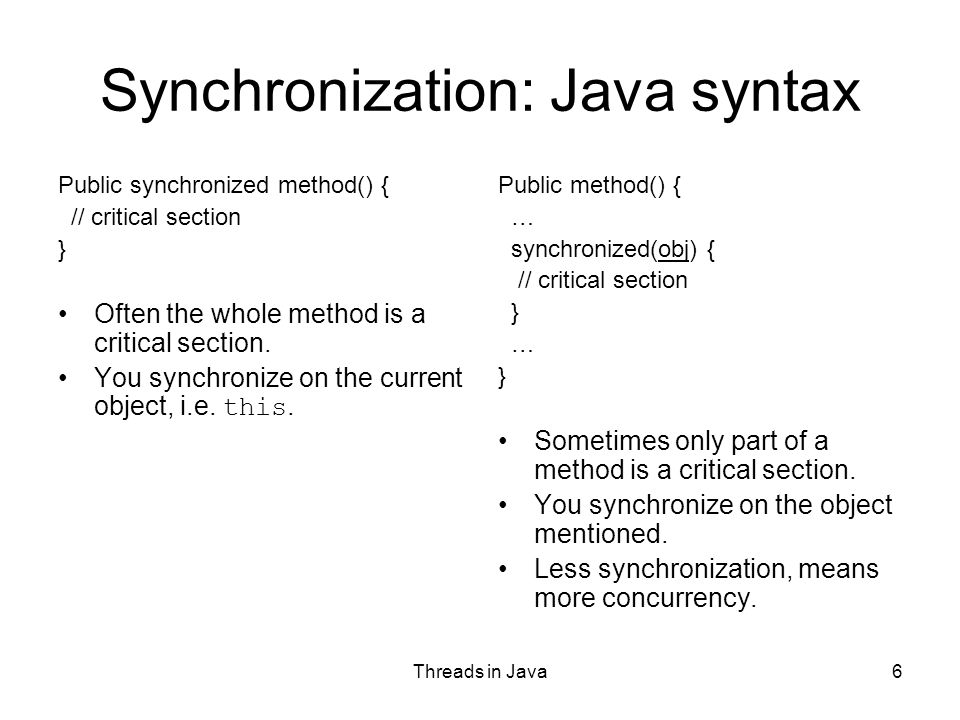 Synchronization: Java syntax
Public synchronized method() {
// critical section
}
• Often the whole method is a
critical section.
• You synchronize on the current
object, i.e. this.
Public method() {
…
synchronized(obj) {
// critical section
}
…
}
• Sometimes only part of a
method is a critical section.
• You synchronize on the object
mentioned.
• Less synchronization, means
more concurrency.
Threads in Java
6